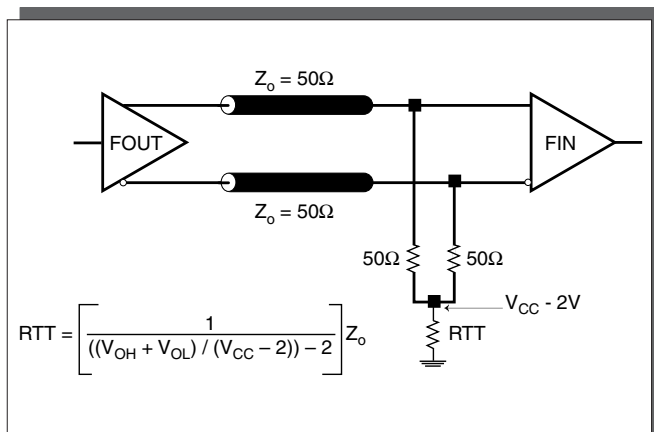 Zo = 50Ω
FOUT
FIN
Zo = 50Ω
50Ω
50Ω
VCC - 2V
RTT
RTT = [1 / ((VOH + VOL) / (VCC – 2)) – 2] Zo